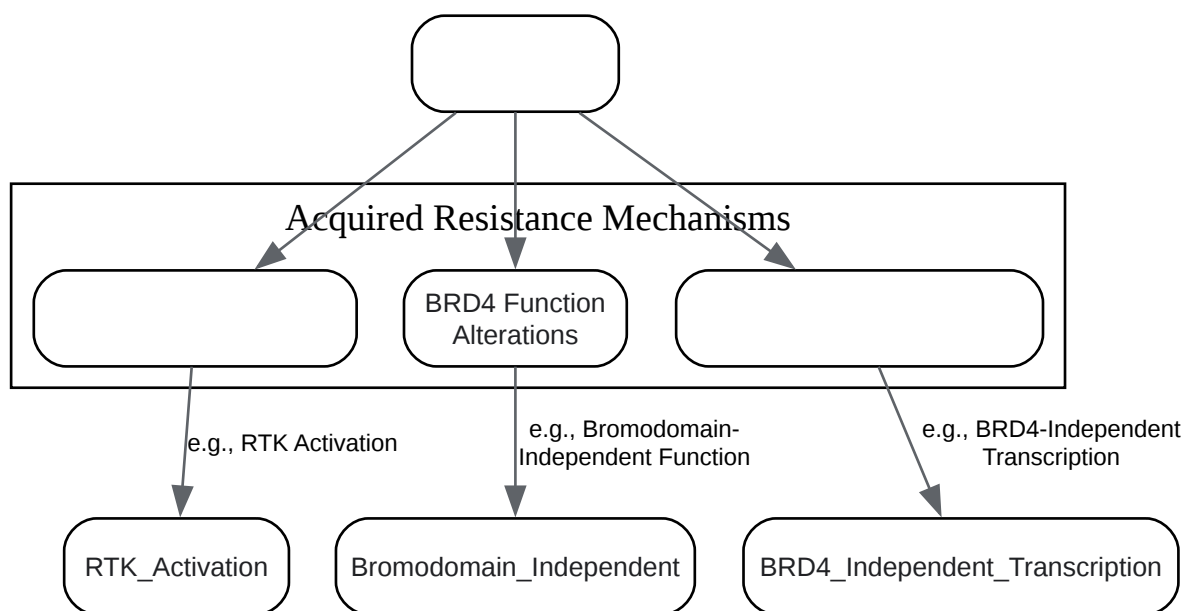 Acquired Resistance Mechanisms
BRD4 Function
Alterations
e.g., RTK Activation
e.g., Bromodomain-
Independent Function
e.g., BRD4-Independent
Transcription
RTK_Activation
Bromodomain_Independent
BRD4_Independent_Transcription